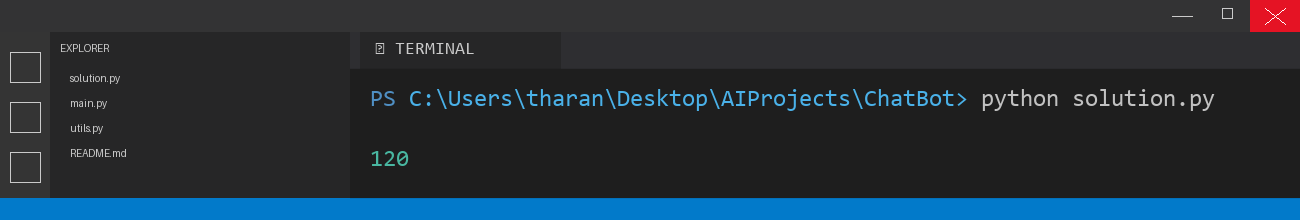 EXPLORER
solution.py
main.py
utils.py
README.md
TERMINAL
PS C:\Users\tharan\Desktop\AIProjects\ChatBot> python solution.py
120